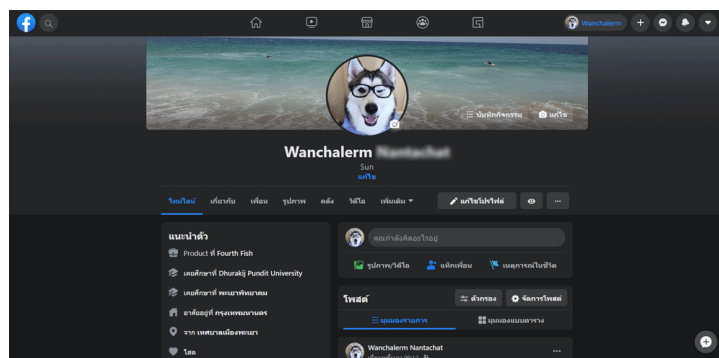 Wanchalerm
บันทึกกิจกรรม
แก้ไข
Wanchalerm
Sun
แก้ไข
ไทม์ไลน์ เกี่ยวกับ เพื่อน รูปภาพ คลัง วิดีโอ เพิ่มเติม แก้ไขโปรไฟล์
แนะนำตัว
Product ที่ Fourth Fish
เคยศึกษาที่ Dhurakij Pundit University
เคยศึกษาที่ พะเยาพิทยาคม
อาศัยอยู่ที่ กรุงเทพมหานคร
จาก เทศบาลเมืองพะเยา
โสด
คุณกำลังคิดอะไรอยู่
รูปภาพ/วิดีโอ แท็กเพื่อน เหตุการณ์ในชีวิต
โพสต์ ตัวกรอง จัดการโพสต์
มุมมองรายการ มุมมองแบบตาราง
Wanchalerm Nantachat